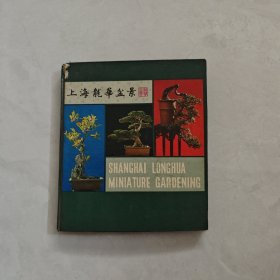 上海龍華盆景
SHANGHAI LONGHUA
MINIATURE GARDENING